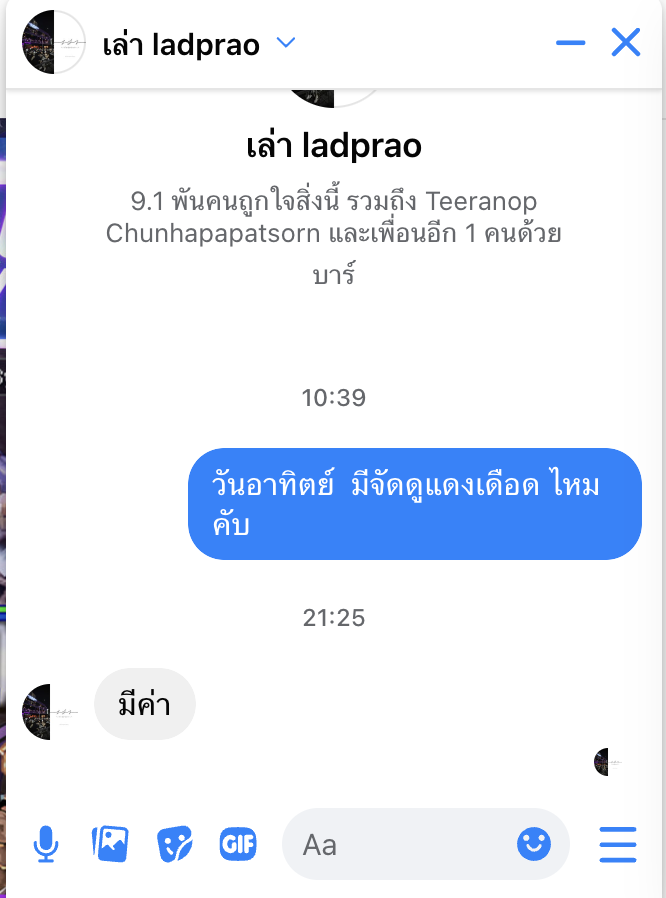 เล่า ladprao
เล่า ladprao
9.1 พันคนถูกใจสิ่งนี้ รวมถึง Teeranop
Chunhapapatsorn และเพื่อนอีก 1 คนด้วย
บาร์
10:39
วันอาทิตย์  มีจัดดูแดงเดือด ไหม
คับ
21:25
มีค่า
GIF
Aa